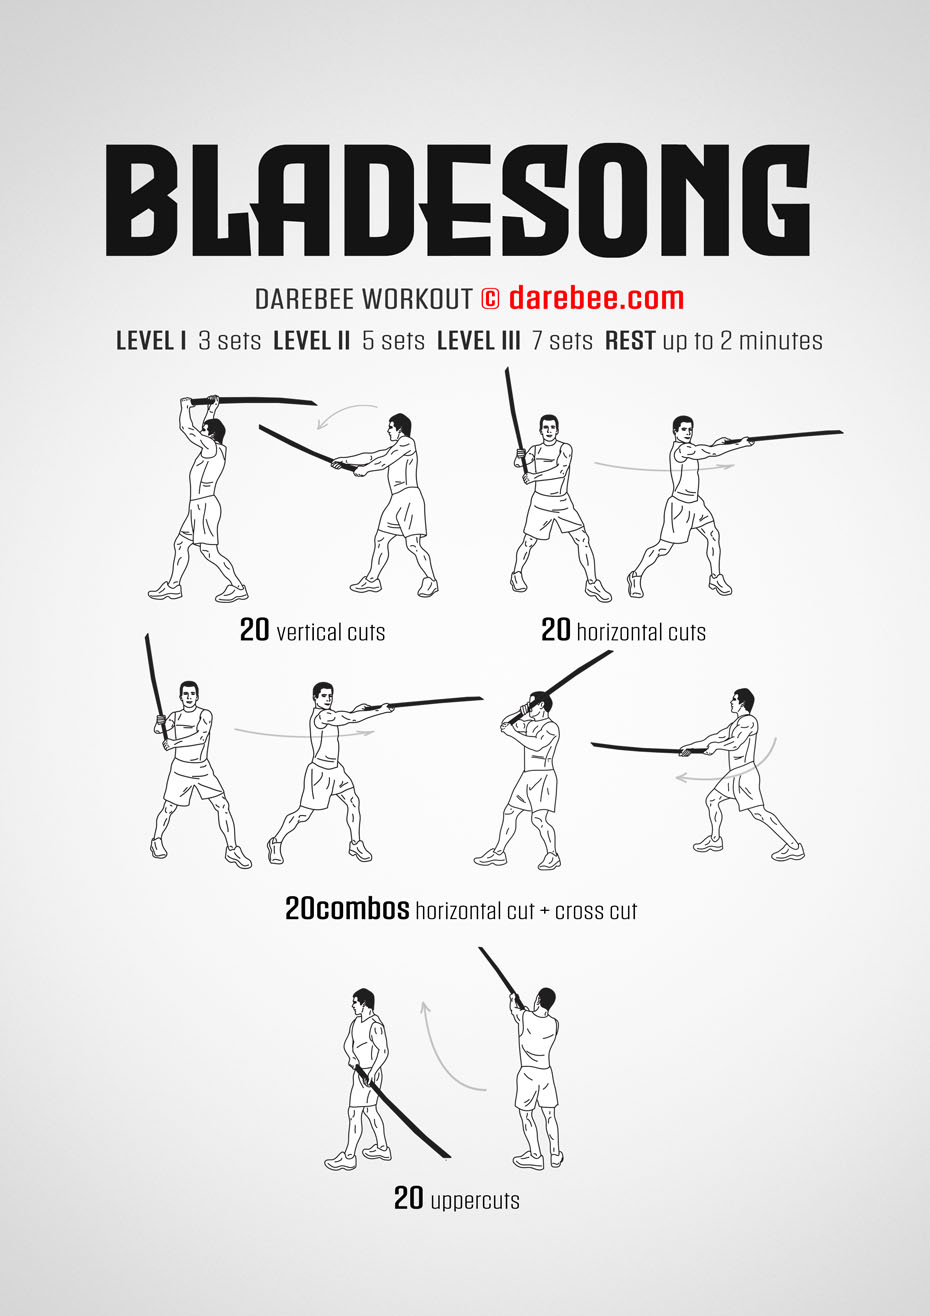 BLADESONG
DAREBEE WORKOUT © darebee.com
LEVEL I 3 sets LEVEL II 5 sets LEVEL III 7 sets REST up to 2 minutes
20 vertical cuts
20 horizontal cuts
20combos horizontal cut + cross cut
20 uppercuts